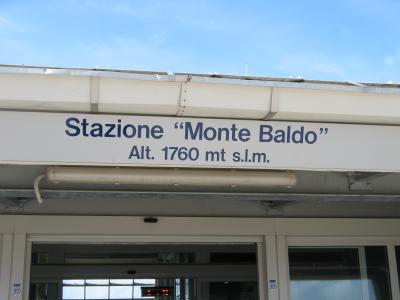 Stazione “Monte Baldo”
Alt. 1760 mt s.l.m.